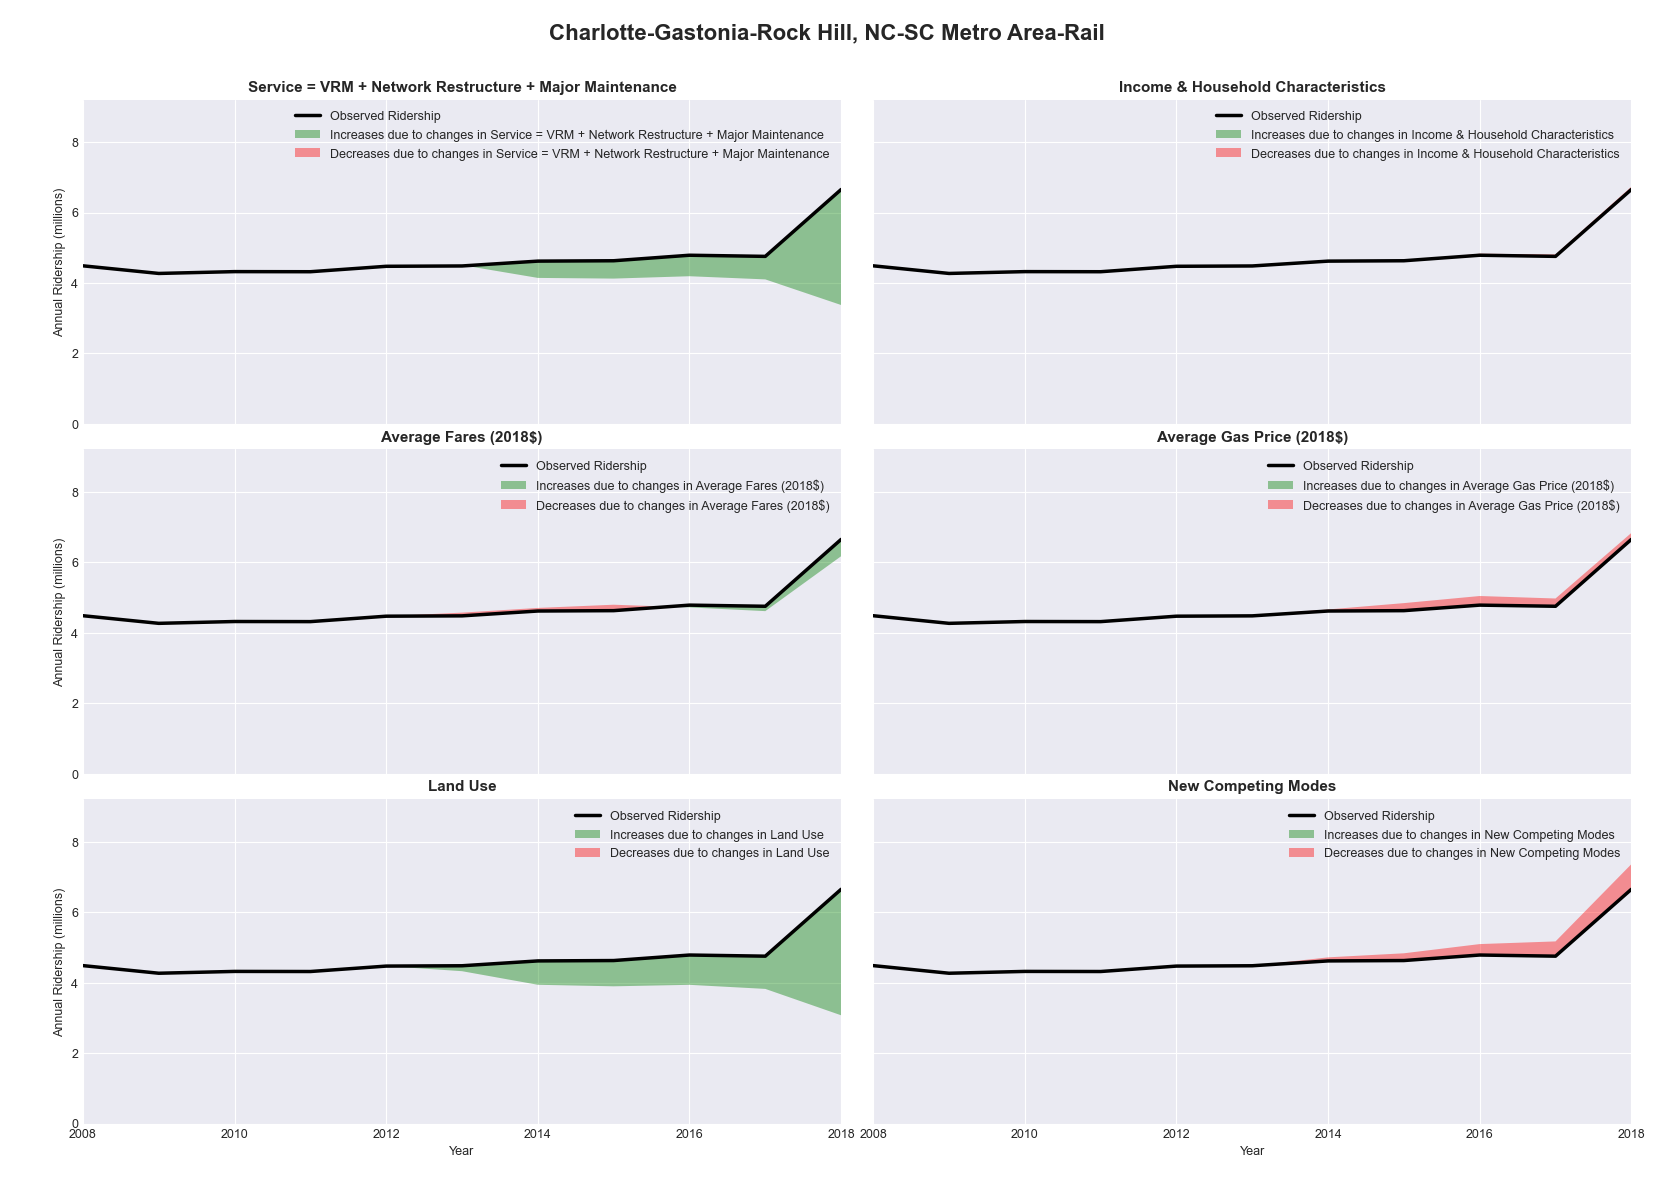 Charlotte-Gastonia-Rock Hill, NC-SC Metro Area-Rail
Service = VRM + Network Restructure + Major Maintenance
Observed Ridership
Increases due to changes in Service = VRM + Network Restructure + Major Maintenance
Decreases due to changes in Service = VRM + Network Restructure + Major Maintenance
Annual Ridership (millions)
8
6
4
2
0
Income & Household Characteristics
Observed Ridership
Increases due to changes in Income & Household Characteristics
Decreases due to changes in Income & Household Characteristics
Average Fares (2018$)
Observed Ridership
Increases due to changes in Average Fares (2018$)
Decreases due to changes in Average Fares (2018$)
Annual Ridership (millions)
8
6
4
2
0
Average Gas Price (2018$)
Observed Ridership
Increases due to changes in Average Gas Price (2018$)
Decreases due to changes in Average Gas Price (2018$)
Land Use
Observed Ridership
Increases due to changes in Land Use
Decreases due to changes in Land Use
Annual Ridership (millions)
8
6
4
2
0
2008 2010 2012 2014 2016 2018
Year
New Competing Modes
Observed Ridership
Increases due to changes in New Competing Modes
Decreases due to changes in New Competing Modes
2008 2010 2012 2014 2016 2018
Year